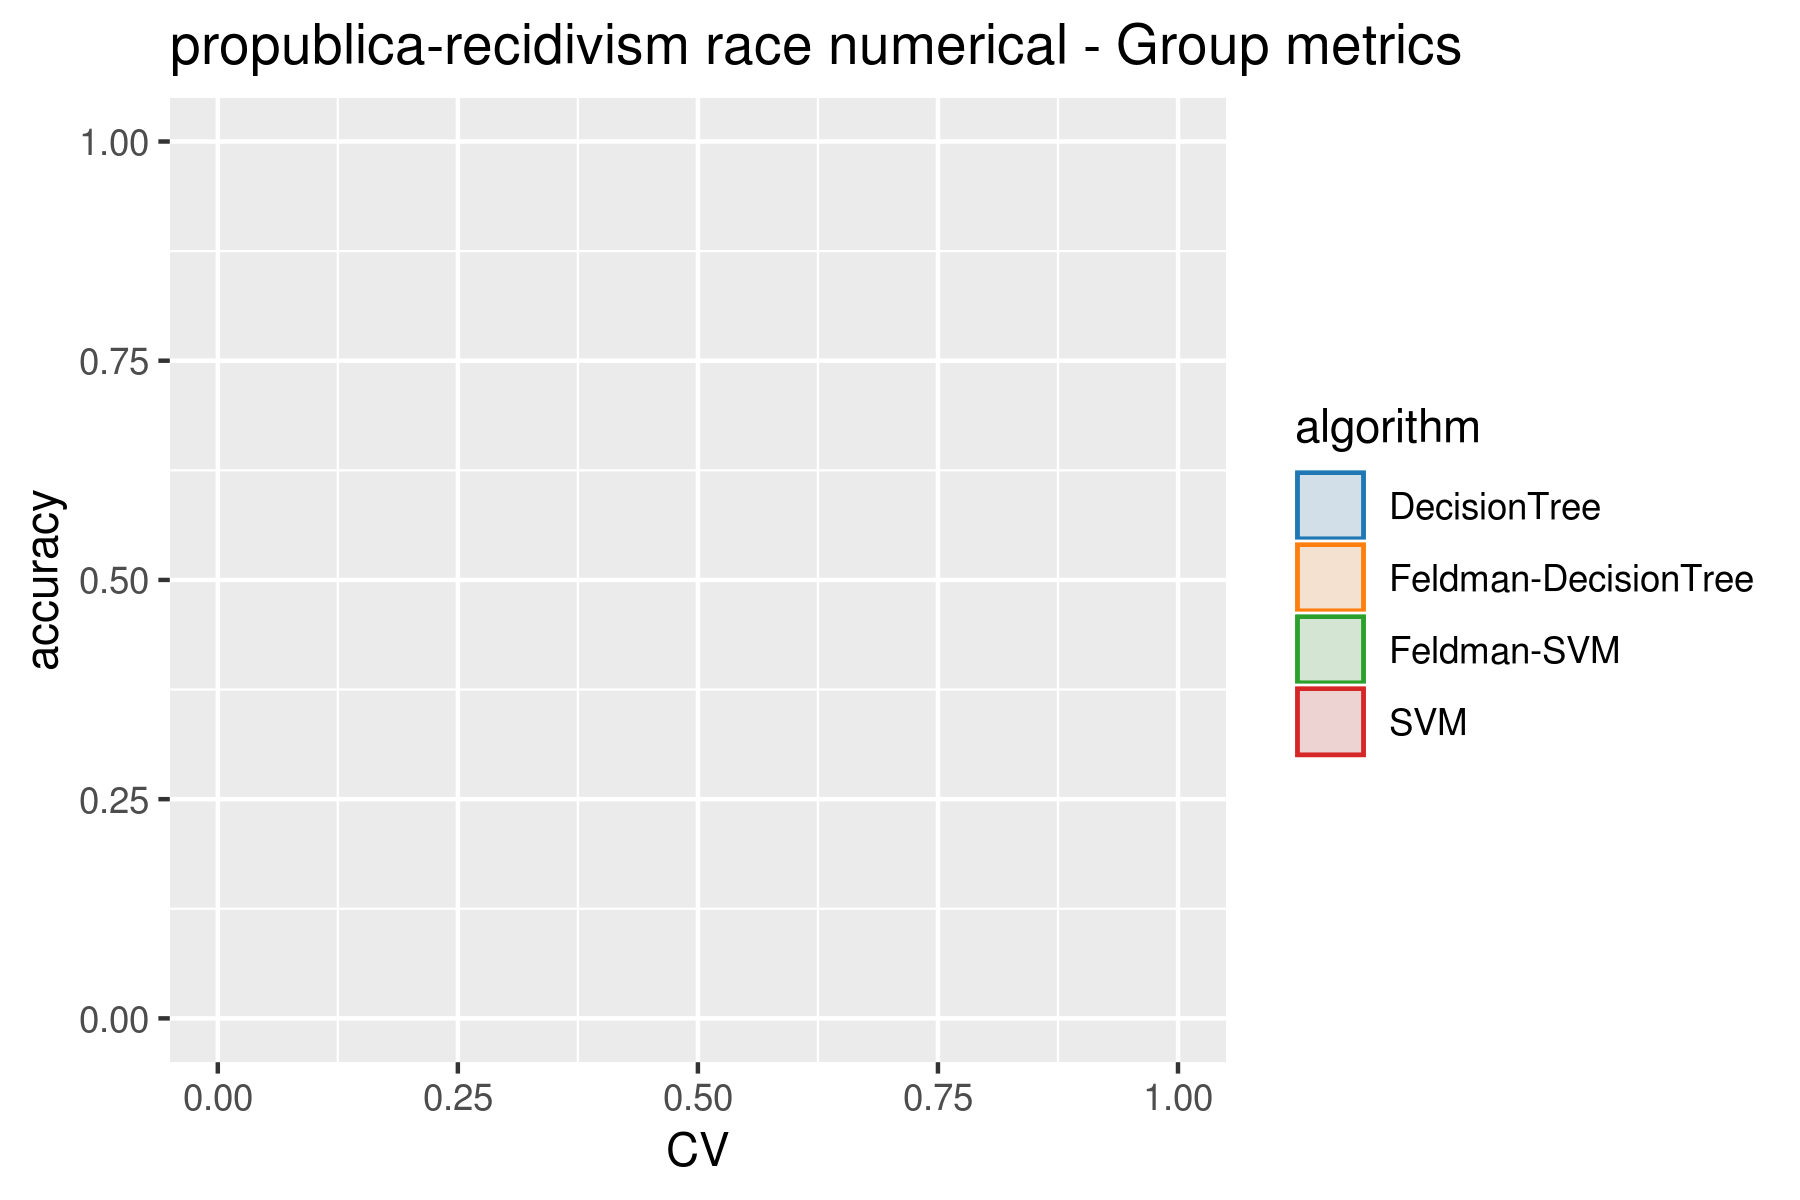 propublica-recidivism race numerical - Group metrics
1.00
0.75
0.50
0.25
0.00
accuracy
0.00 0.25 0.50 0.75 1.00
CV
algorithm
DecisionTree
Feldman-DecisionTree
Feldman-SVM
SVM